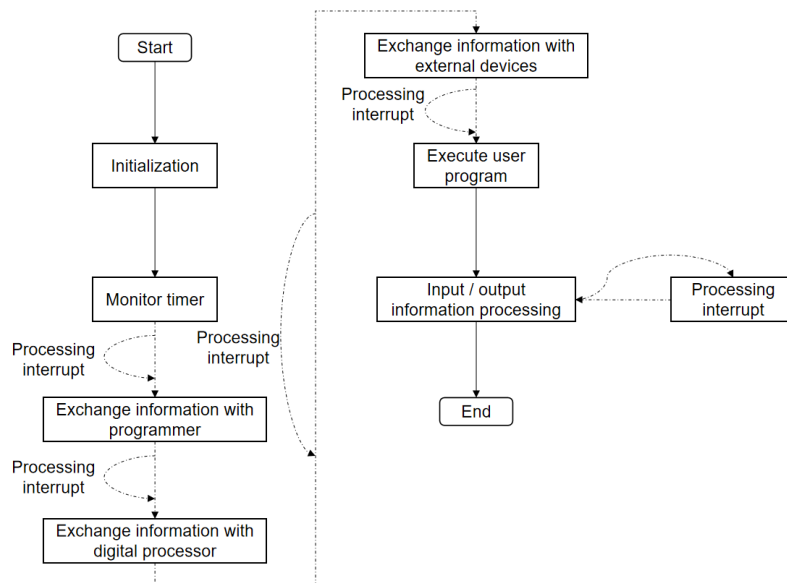 Start
Initialization
Monitor timer
Processing
interrupt
Exchange information with
programmer
Processing
interrupt
Exchange information with
digital processor
Processing
interrupt
Exchange information with
external devices
Processing
interrupt
Execute user
program
Input / output
information processing
Processing
interrupt
End